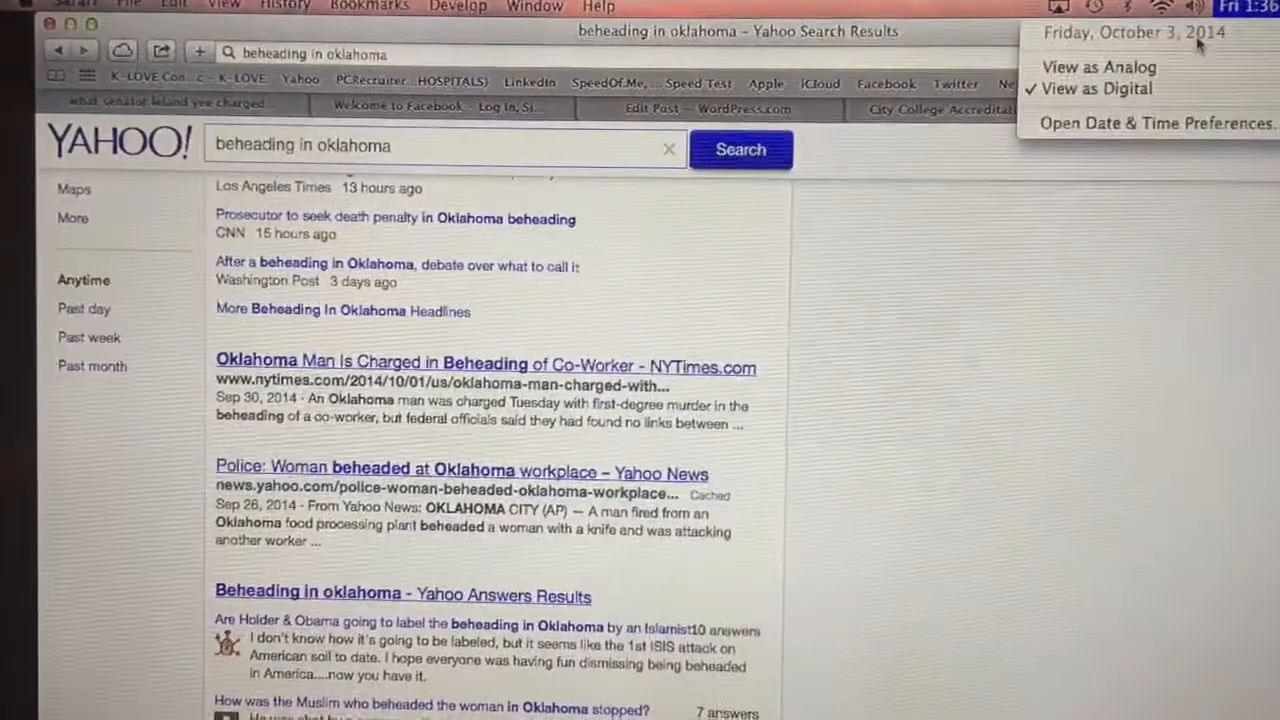 Safari File Edit View History Bookmarks Develop Window Help Fri 1:36
beheading in oklahoma – Yahoo Search Results
Friday, October 3, 2014
beheading in oklahoma
View as Analog
✓ View as Digital
Open Date & Time Preferences.
K-LOVE Con...c – K-LOVE Yahoo PCRecruiter...HOSPITALS) LinkedIn SpeedOf.Me, ... Speed Test Apple iCloud Facebook Twitter Ne
what senator leland yee charged Welcome to Facebook - Log In, Si... Edit Post — WordPress.com City College Accreditat
YAHOO! beheading in oklahoma × Search
Maps
More
Anytime
Past day
Past week
Past month
Los Angeles Times 13 hours ago
Prosecutor to seek death penalty in Oklahoma beheading
CNN 15 hours ago
After a beheading in Oklahoma, debate over what to call it
Washington Post 3 days ago
More Beheading In Oklahoma Headlines
Oklahoma Man Is Charged in Beheading of Co-Worker - NYTimes.com
www.nytimes.com/2014/10/01/us/oklahoma-man-charged-with...
Sep 30, 2014 · An Oklahoma man was charged Tuesday with first-degree murder in the
beheading of a co-worker, but federal officials said they had found no links between ...
Police: Woman beheaded at Oklahoma workplace – Yahoo News
news.yahoo.com/police-woman-beheaded-oklahoma-workplace... Cached
Sep 26, 2014 · From Yahoo News: OKLAHOMA CITY (AP) — A man fired from an
Oklahoma food processing plant beheaded a woman with a knife and was attacking
another worker ...
Beheading in oklahoma - Yahoo Answers Results
Are Holder & Obama going to label the beheading in Oklahoma by an Islamist10 answers
I don't know how it's going to be labeled, but it seems like the 1st ISIS attack on
American soil to date. I hope everyone was having fun dismissing being beheaded
in America....now you have it.
How was the Muslim who beheaded the woman in Oklahoma stopped? 7 answers